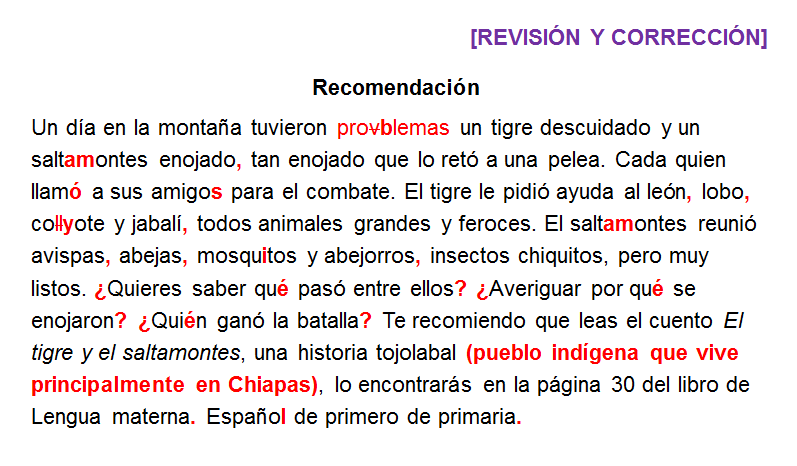 [REVISIÓN Y CORRECCIÓN]
Recomendación
Un día en la montaña tuvieron provblemas un tigre descuidado y un
saltamontes enojado, tan enojado que lo retó a una pelea. Cada quien
llamó a sus amigos para el combate. El tigre le pidió ayuda al león, lobo,
collyote y jabalí, todos animales grandes y feroces. El saltamontes reunió
avispas, abejas, mosquitos y abejorros, insectos chiquitos, pero muy
listos. ¿Quieres saber qué pasó entre ellos? ¿Averiguar por qué se
enojaron? ¿Quién ganó la batalla? Te recomiendo que leas el cuento El
tigre y el saltamontes, una historia tojolabal (pueblo indígena que vive
principalmente en Chiapas), lo encontrarás en la página 30 del libro de
Lengua materna. Español de primero de primaria.